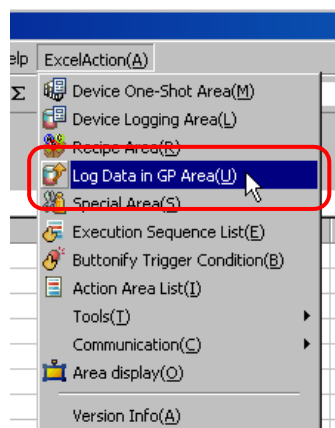 elp ExcelAction(A)
Σ
Device One-Shot Area(M)
Device Logging Area(L)
Recipe Area(R)
Log Data in GP Area(U)
Special Area(S)
Execution Sequence List(E)
Buttonify Trigger Condition(B)
Action Area List(I)
Tools(T)
Communication(C)
Area display(O)
Version Info(A)